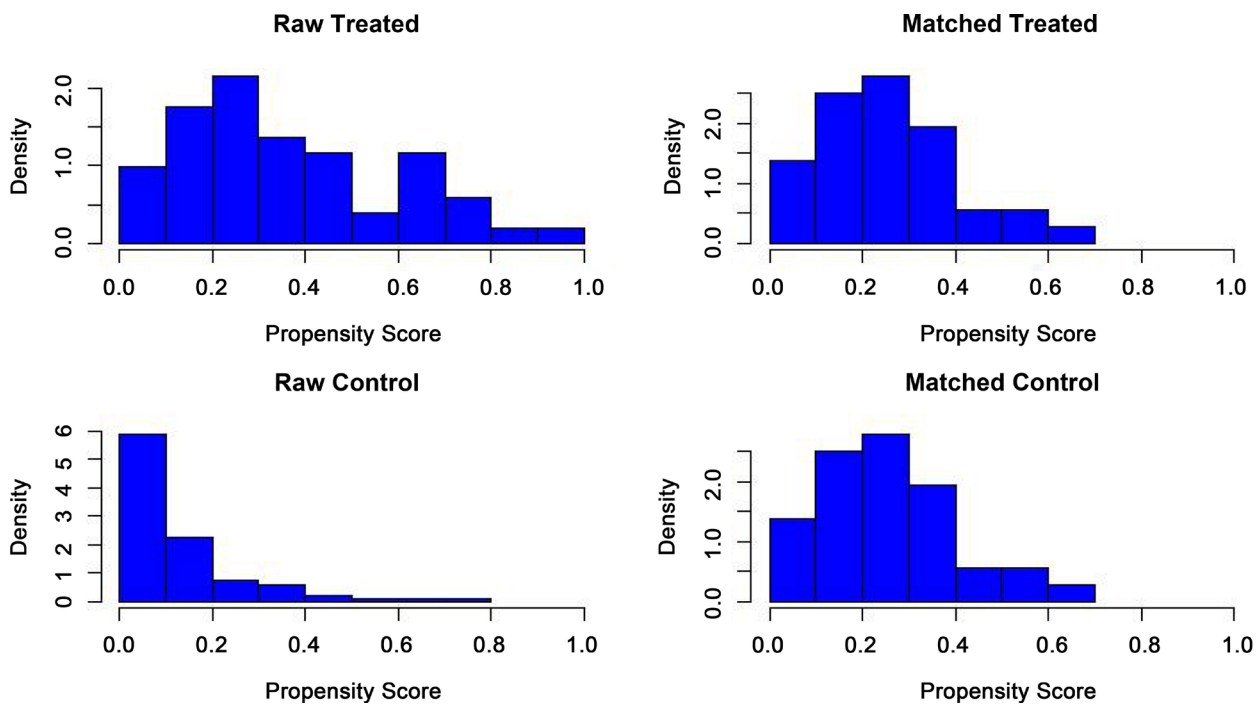 Raw Treated
Density
0.0 1.0 2.0
0.0 0.2 0.4 0.6 0.8 1.0
Propensity Score
Matched Treated
Density
0.0 1.0 2.0
0.0 0.2 0.4 0.6 0.8 1.0
Propensity Score
Raw Control
Density
0 1 2 3 4 5 6
0.0 0.2 0.4 0.6 0.8 1.0
Propensity Score
Matched Control
Density
0.0 1.0 2.0
0.0 0.2 0.4 0.6 0.8 1.0
Propensity Score